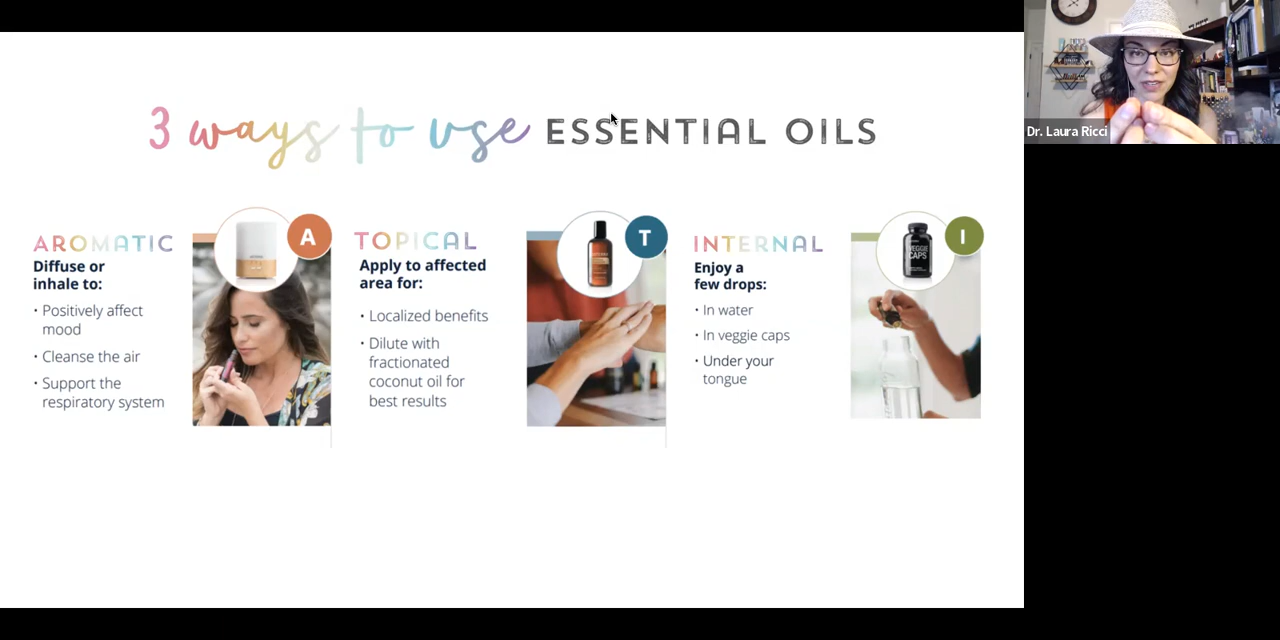 3 ways to use ESSENTIAL OILS
AROMATIC
Diffuse or
inhale to:
• Positively affect
mood
• Cleanse the air
• Support the
respiratory system
A
TOPICAL
Apply to affected
area for:
• Localized benefits
• Dilute with
fractionated
coconut oil for
best results
T
INTERNAL
Enjoy a
few drops:
• In water
• In veggie caps
• Under your
tongue
VEGGIE
CAPS
I
Dr. Laura Ricci